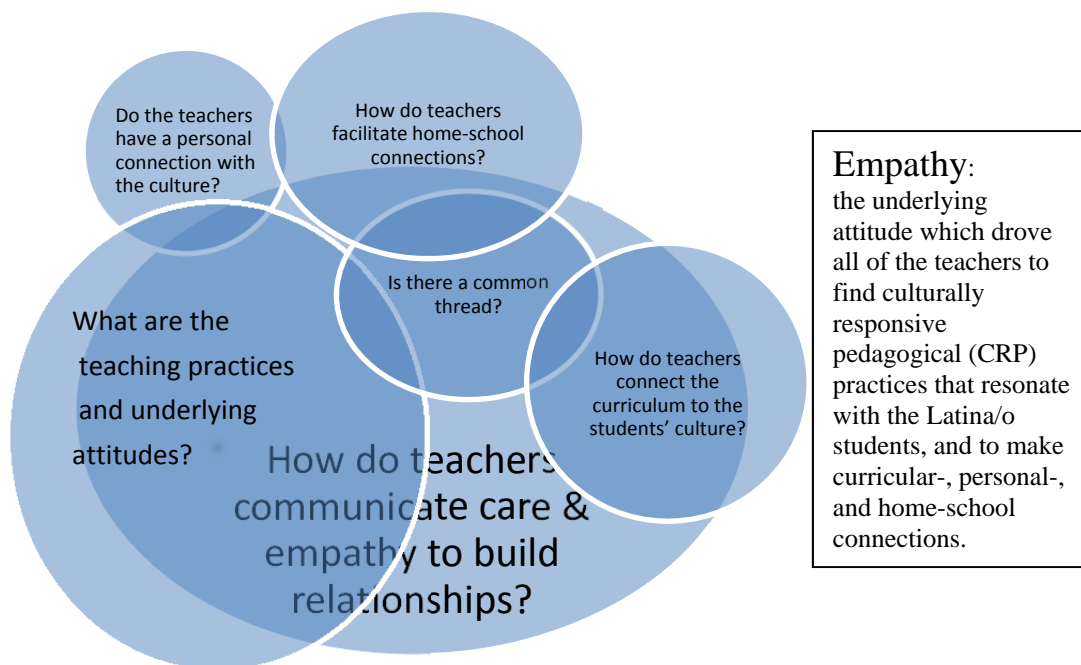 Do the teachers
have a personal
connection with
the culture?
How do teachers
facilitate home-school
connections?
Is there a common
thread?
What are the
teaching practices
and underlying
attitudes?
How do teachers
connect the
curriculum to the
students’ culture?
How do teachers
communicate care &
empathy to build
relationships?
Empathy:
the underlying
attitude which drove
all of the teachers to
find culturally
responsive
pedagogical (CRP)
practices that resonate
with the Latina/o
students, and to make
curricular-, personal-,
and home-school
connections.